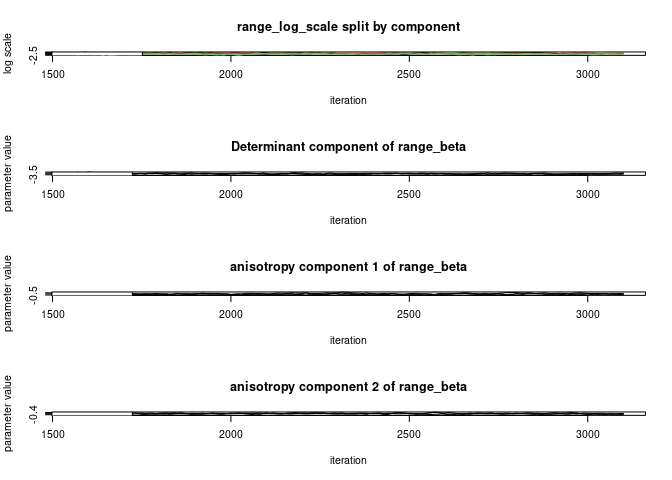 range_log_scale split by component
log scale
-2.5
1500 2000 2500 3000
iteration
Determinant component of range_beta
parameter value
-3.5
1500 2000 2500 3000
iteration
anisotropy component 1 of range_beta
parameter value
-0.5
1500 2000 2500 3000
iteration
anisotropy component 2 of range_beta
parameter value
-0.4
1500 2000 2500 3000
iteration